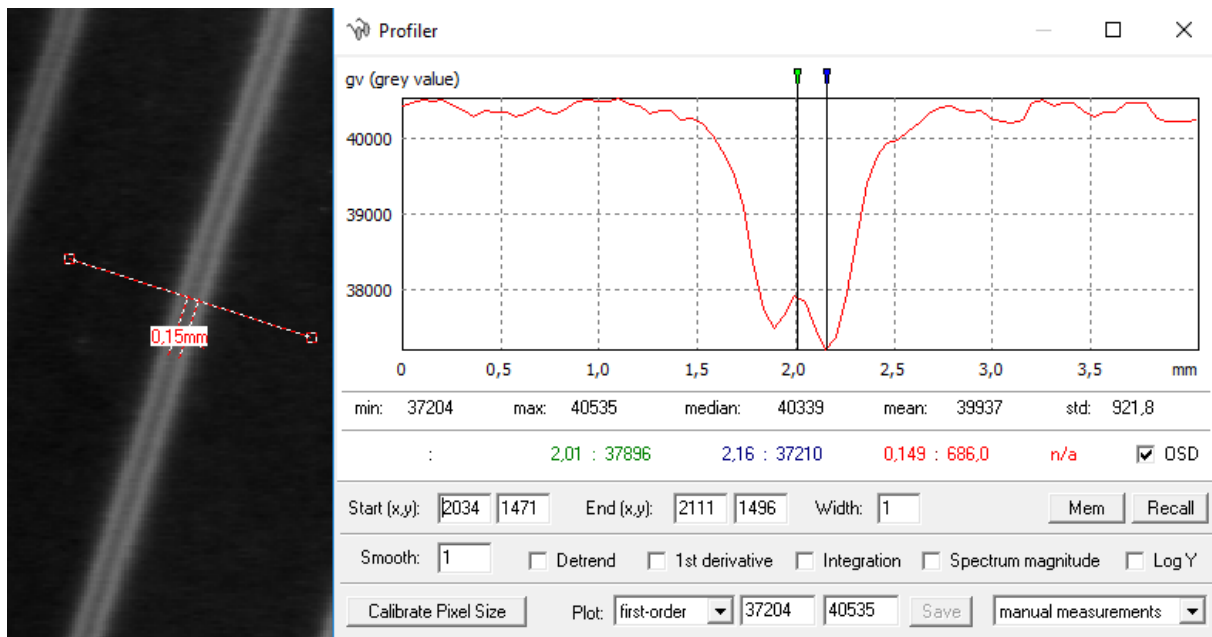 0,15mm
Profiler
gv (grey value)
40000
39000
38000
0 0,5 1,0 1,5 2,0 2,5 3,0 3,5 mm
min: 37204 max: 40535 median: 40339 mean: 39937 std: 921,8
: 2,01 : 37896 2,16 : 37210 0,149 : 686,0 n/a OSD
Start (x,y): 2034 1471 End (x,y): 2111 1496 Width: 1 Mem Recall
Smooth: 1 Detrend 1st derivative Integration Spectrum magnitude Log Y
Calibrate Pixel Size Plot: first-order 37204 40535 Save manual measurements